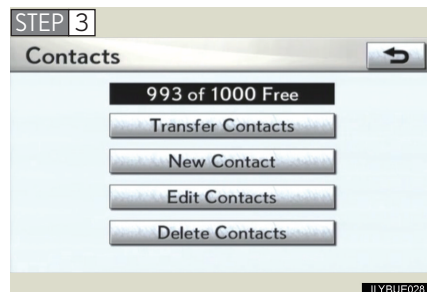 STEP 3
Contacts
993 of 1000 Free
Transfer Contacts
New Contact
Edit Contacts
Delete Contacts
ILYBUE028